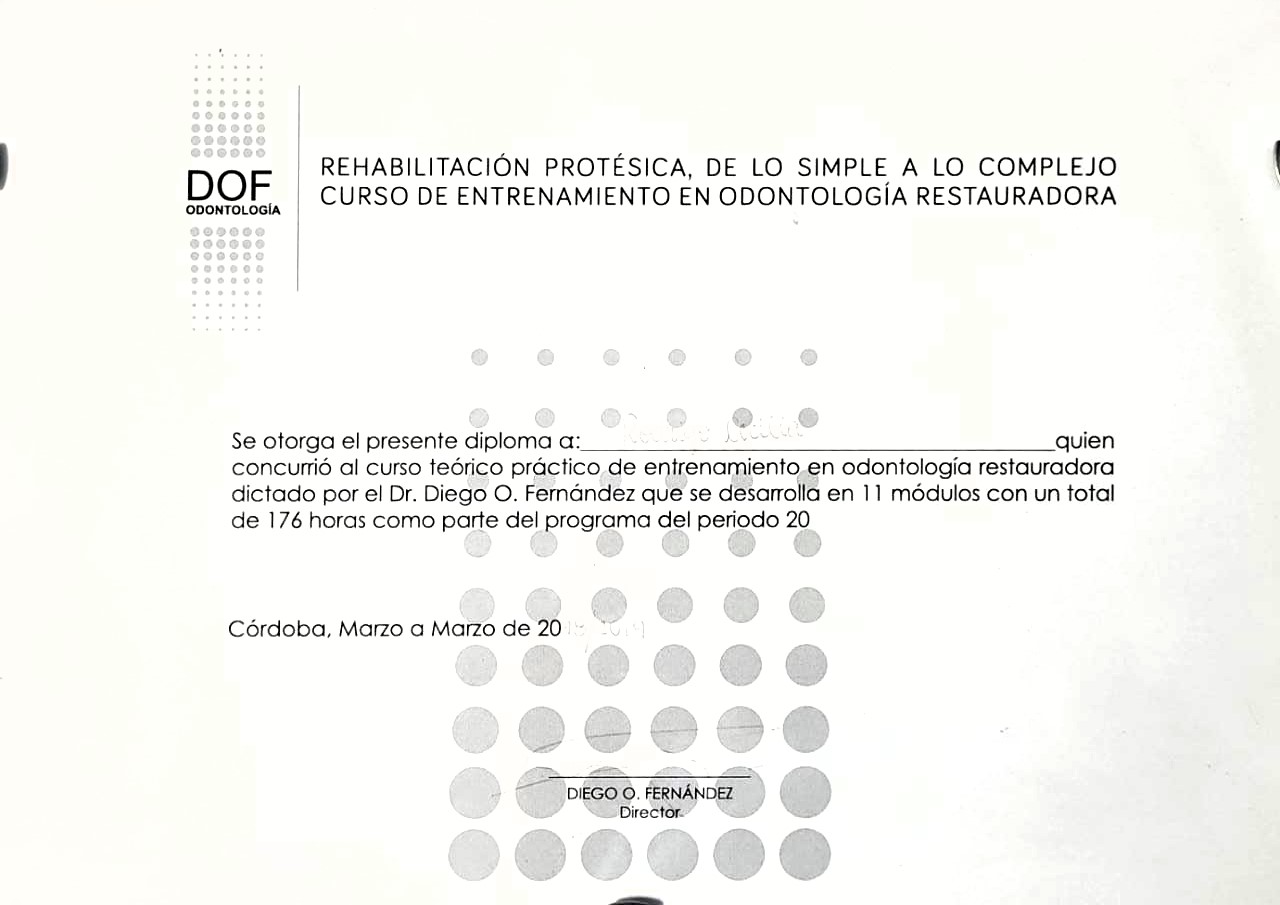 DOF
ODONTOLOGÍA
REHABILITACIÓN PROTÉSICA, DE LO SIMPLE A LO COMPLEJO
CURSO DE ENTRENAMIENTO EN ODONTOLOGÍA RESTAURADORA
Se otorga el presente diploma a: quien
concurrió al curso teórico práctico de entrenamiento en odontología restauradora
dictado por el Dr. Diego O. Fernández que se desarrolla en 11 módulos con un total
de 176 horas como parte del programa del periodo 20
Córdoba, Marzo a Marzo de 20
DIEGO O. FERNÁNDEZ
Director